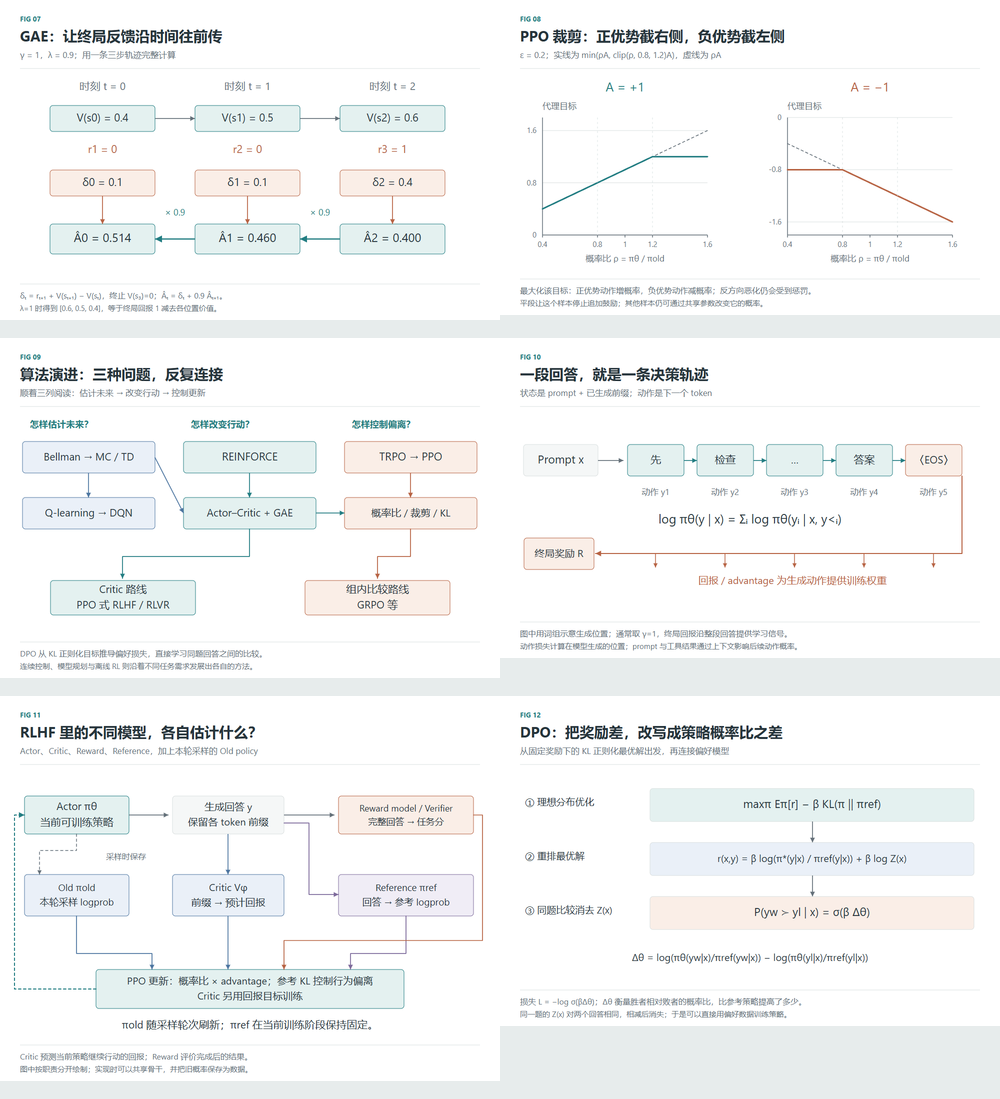 FIG 07
GAE：让终局反馈沿时间往前传
γ = 1，λ = 0.9；用一条三步轨迹完整计算
时刻 t = 0
时刻 t = 1
时刻 t = 2
V(s0) = 0.4
V(s1) = 0.5
V(s2) = 0.6
r1 = 0
r2 = 0
r3 = 1
δ0 = 0.1
δ1 = 0.1
δ2 = 0.4
× 0.9
× 0.9
Â0 = 0.514
Â1 = 0.460
Â2 = 0.400
δₜ = rₜ₊₁ + V(sₜ₊₁) − V(sₜ)，终止 V(s₃)=0；Âₜ = δₜ + 0.9 Âₜ₊₁。
λ=1 时得到 [0.6, 0.5, 0.4]，等于终局回报 1 减去各位置价值。
FIG 08
PPO 裁剪：正优势截右侧，负优势截左侧
ε = 0.2；实线为 min(ρA, clip(ρ, 0.8, 1.2)A)，虚线为 ρA
A = +1
代理目标
1.6
0.8
0
0.4
0.8
1
1.2
1.6
概率比 ρ = πθ / πold
A = −1
代理目标
0
-0.8
-1.6
0.4
0.8
1
1.2
1.6
概率比 ρ = πθ / πold
最大化该目标：正优势动作增概率，负优势动作减概率；反方向恶化仍会受到惩罚。
平段让这个样本停止追加鼓励；其他样本仍可通过共享参数改变它的概率。
FIG 09
算法演进：三种问题，反复连接
顺着三列阅读：估计未来 → 改变行动 → 控制更新
怎样估计未来？
怎样改变行动？
怎样控制偏离？
Bellman → MC / TD
REINFORCE
TRPO → PPO
Q-learning → DQN
Actor–Critic + GAE
概率比 / 裁剪 / KL
Critic 路线
PPO 式 RLHF / RLVR
组内比较路线
GRPO 等
DPO 从 KL 正则化目标推导偏好损失，直接学习同题回答之间的比较。
连续控制，模型规划与离线 RL 则沿着不同任务需求发展出各自的方法。
FIG 10
一段回答，就是一条决策轨迹
状态是 prompt + 已生成前缀；动作是下一个 token
Prompt x
先
检查
...
答案
〈EOS〉
动作 y1
动作 y2
动作 y3
动作 y4
动作 y5
log πθ(y | x) = Σᵢ log πθ(yᵢ | x, y<ᵢ)
终局奖励 R
回报 / advantage 为生成动作提供训练权重
图中用词组示意生成位置；通常取 γ=1，终局回报沿整段回答提供学习信号。
动作损失计算在模型生成的位置；prompt 与工具结果通过上下文影响后续动作概率。
FIG 11
RLHF 里的不同模型，各自估计什么？
Actor、Critic、Reward、Reference，加上本轮采样的 Old policy
Actor πθ
当前可训练策略
生成回答 y
保留各 token 前缀
Reward model / Verifier
完整回答 → 任务分
采样时保存
Old πold
本轮采样 logprob
Critic Vφ
前缀 → 预计回报
Reference πref
回答 → 参考 logprob
PPO 更新：概率比 × advantage；参考 KL 控制行为偏离
Critic 另用回报目标训练
πold 随采样轮次刷新；πref 在当前训练阶段保持固定。
Critic 预测当前策略继续行动的回报；Reward 评价完成后的结果。
图中按职责分开绘制；实现时可以共享骨干，并把旧概率保存为数据。
FIG 12
DPO：把奖励差，改写成策略概率比之差
从固定奖励下的 KL 正则化最优解出发，再连接偏好模型
① 理想分布优化
maxπ Eπ[r] − β KL(π || πref)
② 重排最优解
r(x,y) = β log(π*(y|x) / πref(y|x)) + β log Z(x)
③ 同题比较消去 Z(x)
P(yw ≻ yl | x) = σ(β Δθ)
Δθ = log(πθ(yw|x)/πref(yw|x)) − log(πθ(yl|x)/πref(yl|x))
损失 L = −log σ(βΔθ)；Δθ 衡量胜者相对败者的概率比，比参考策略提高了多少。
同一题的 Z(x) 对两个回答相同，相减后消失；于是可以直接用偏好数据训练策略。